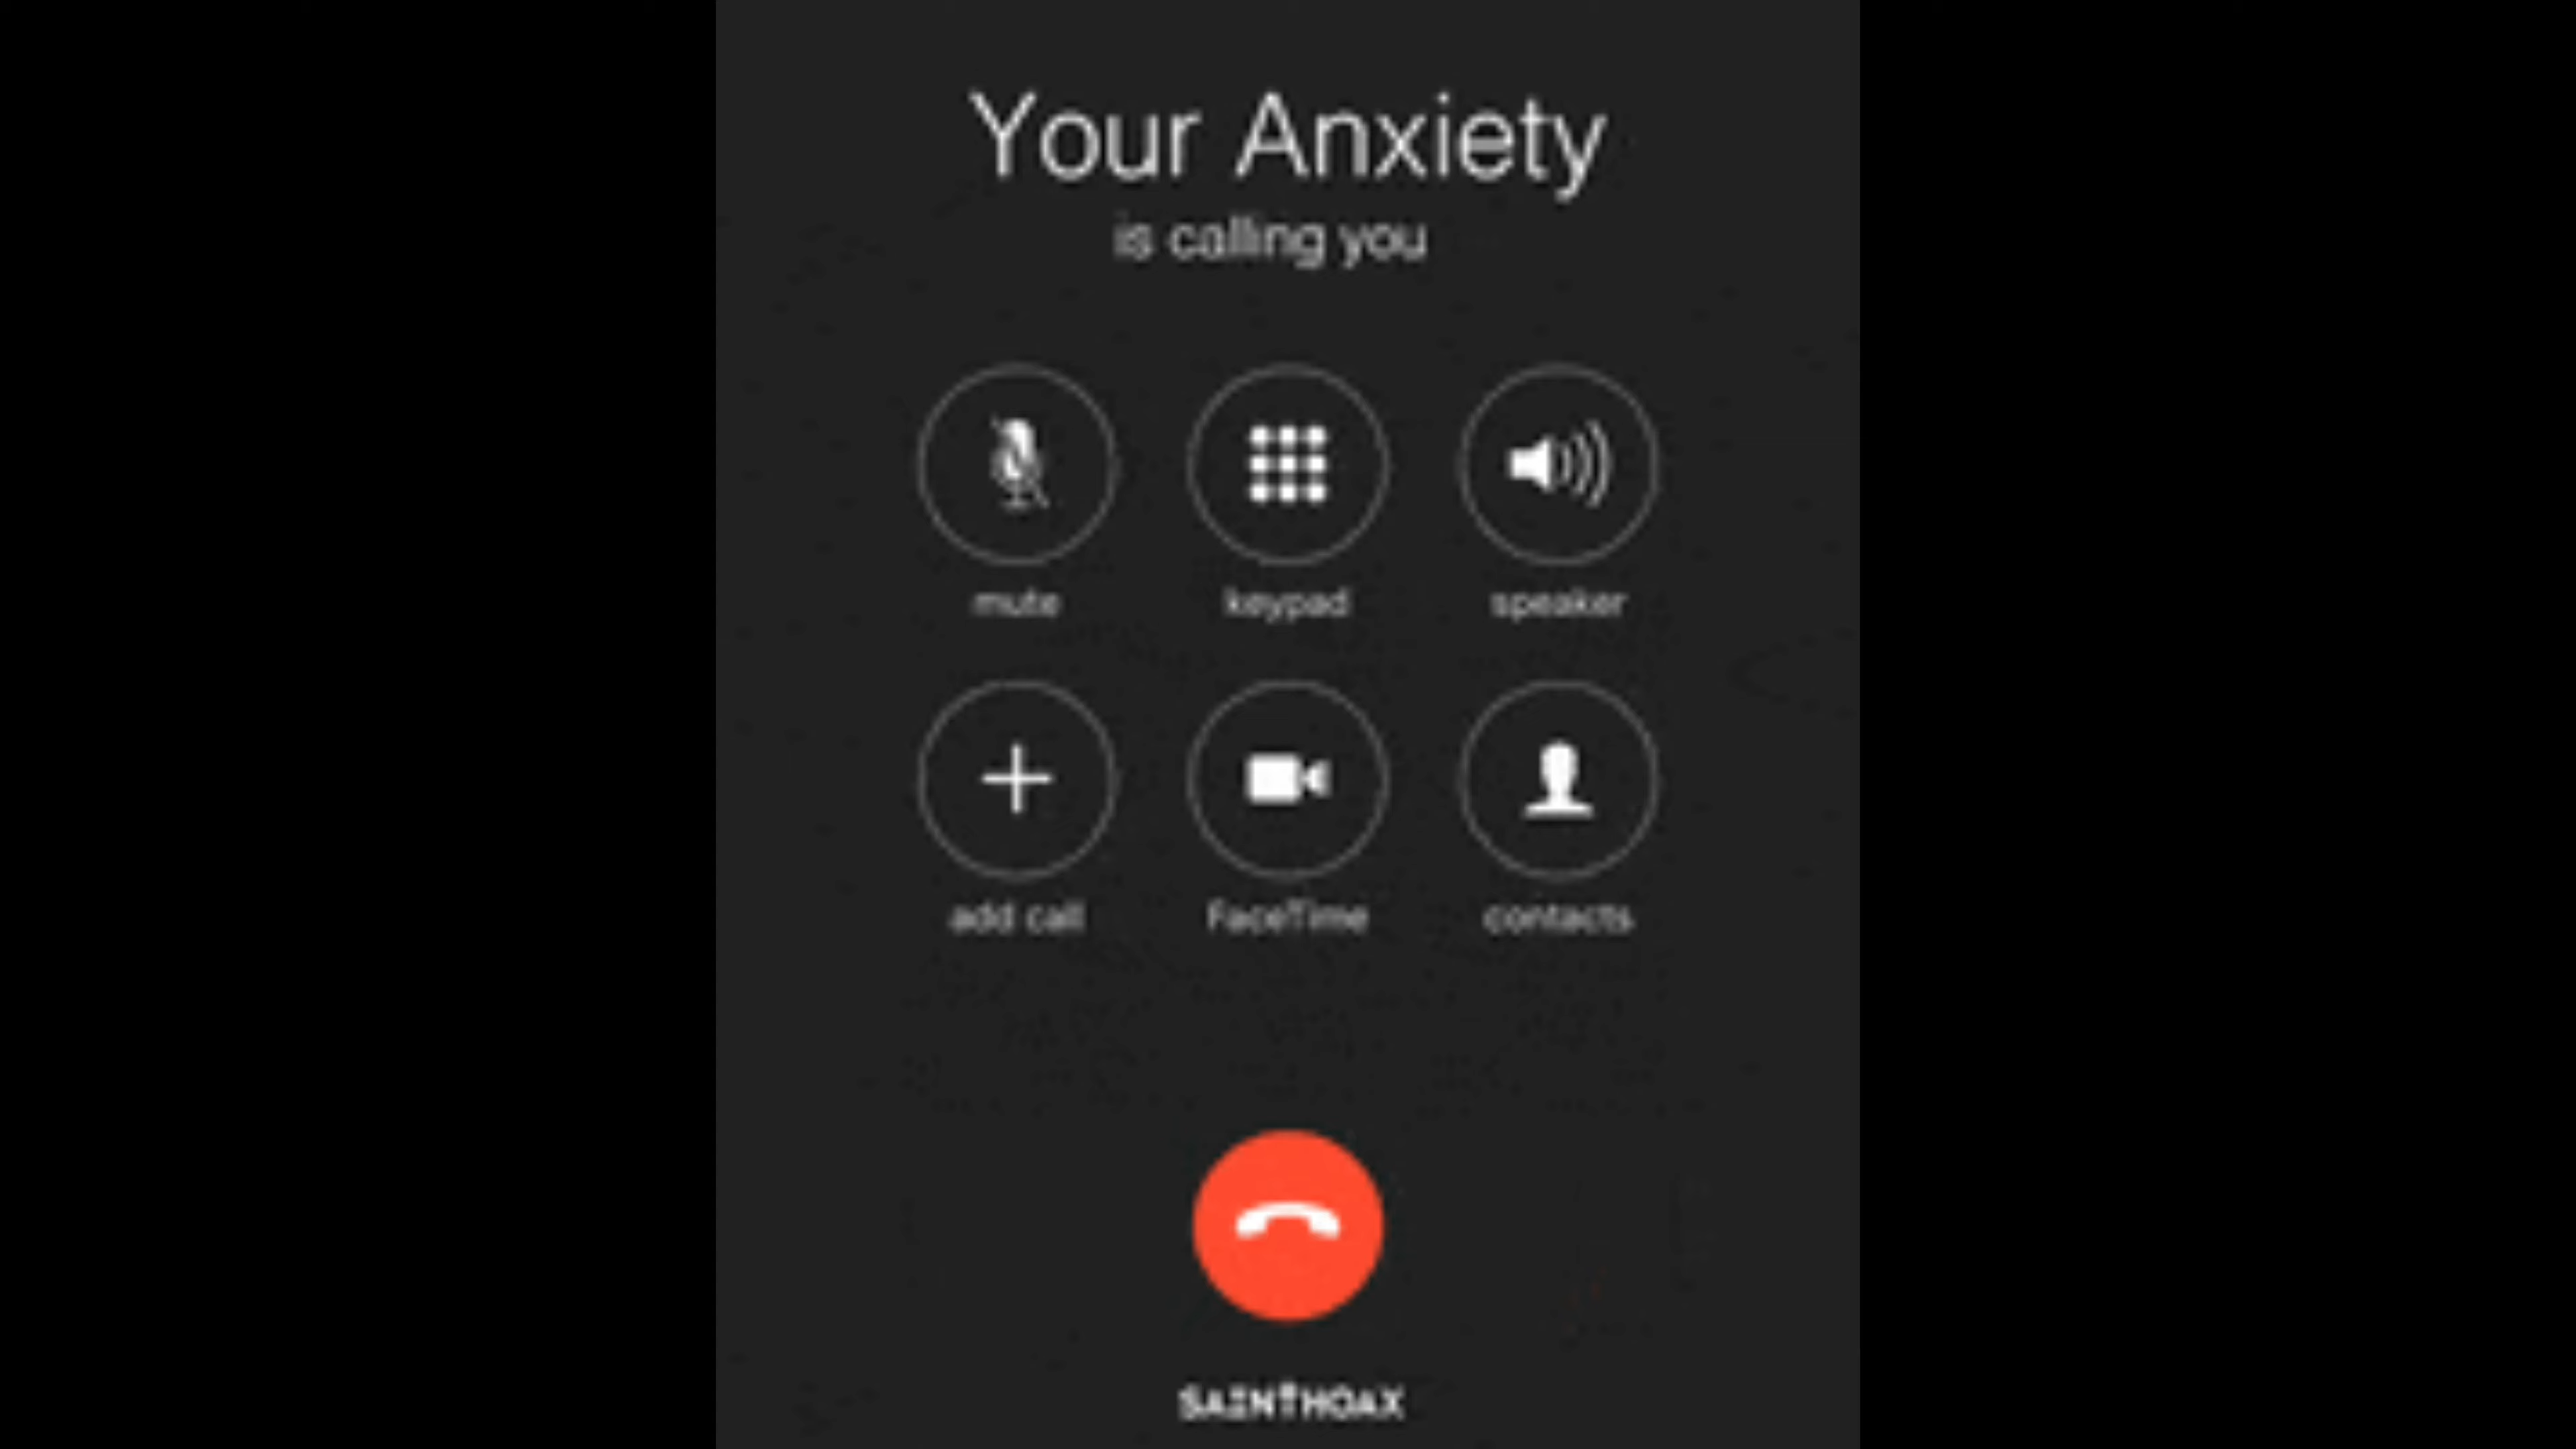 Your Anxiety
is calling you
mute keypad speaker
add call FaceTime contacts
SAINTHOAX